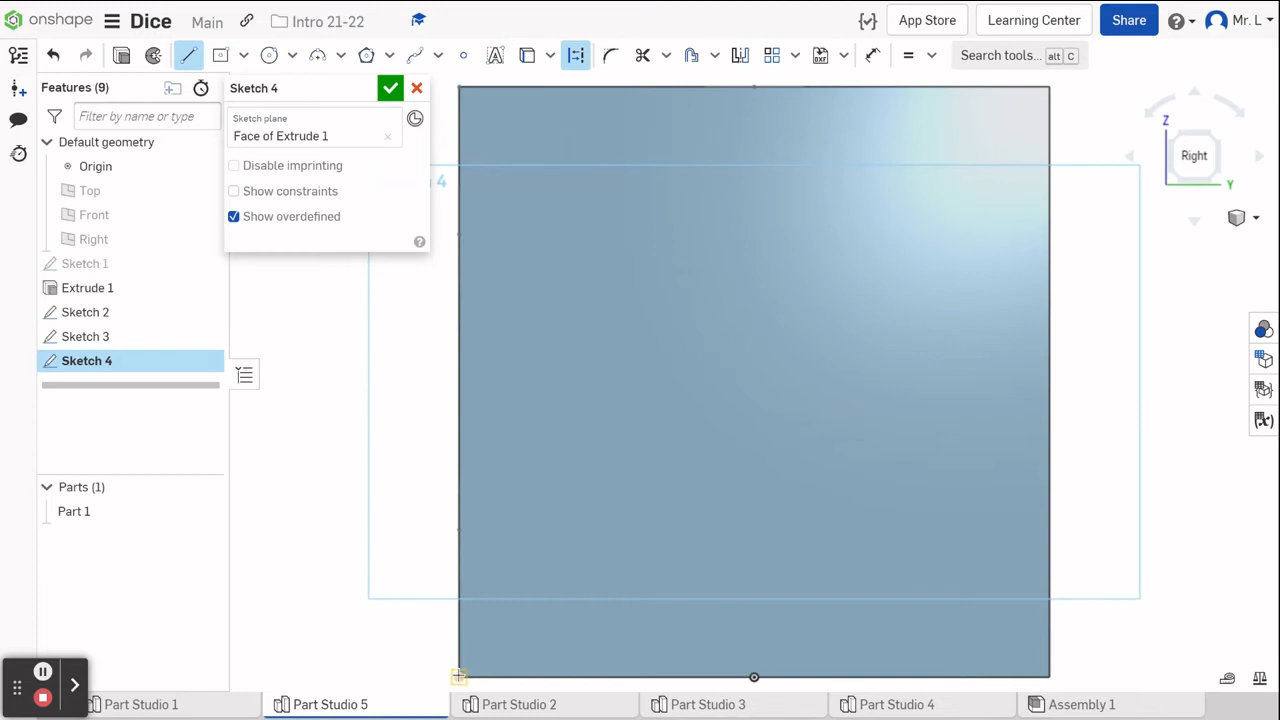 onshape Dice Main Intro 21-22 App Store Learning Center Share Mr. L
Search tools... alt C
Features (9)
Filter by name or type
Default geometry
Origin
Top
Front
Right
Sketch 1
Extrude 1
Sketch 2
Sketch 3
Sketch 4
Parts (1)
Part 1
Sketch 4
Sketch plane
Face of Extrude 1
Disable imprinting
Show constraints
Show overdefined
4
Z
Right
Y
Part Studio 1 Part Studio 5 Part Studio 2 Part Studio 3 Part Studio 4 Assembly 1